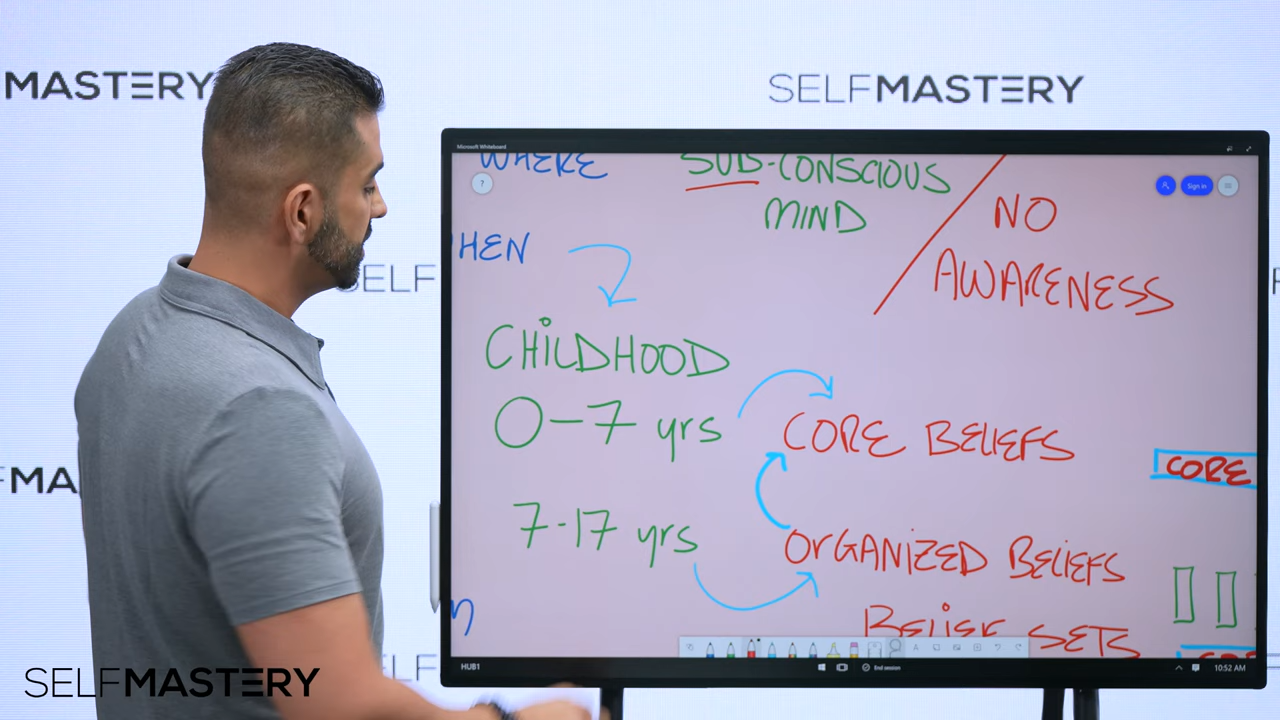 MASTERY
SELFMASTERY
SELF
MA
SELFMASTERY
Microsoft Whiteboard
WHERE
SUB-CONSCIOUS
MIND
NO
AWARENESS
Sign in
?
HEN
CHILDHOOD
0-7 yrs
CORE BELIEFS
CORE
7-17 yrs
ORGANIZED BELIEFS
BELIEF SETS
HUB1
End session
10:52 AM